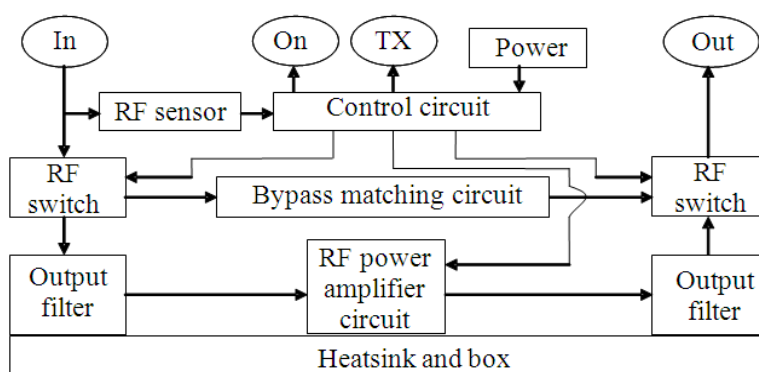 In
On
TX
Power
Out
RF sensor
Control circuit
RF
switch
Bypass matching circuit
RF
switch
Output
filter
RF power
amplifier
circuit
Output
filter
Heatsink and box